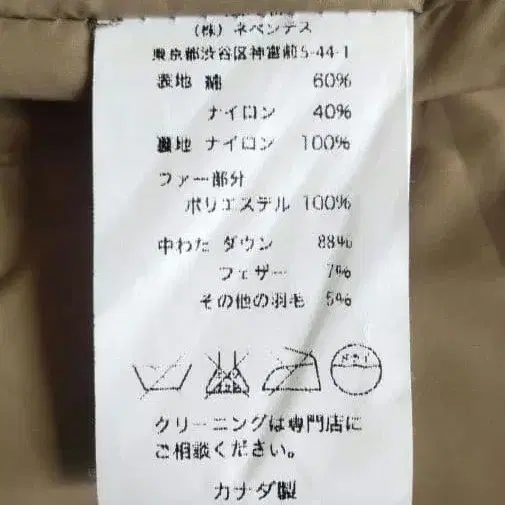 (株) ネペンテス
東京都渋谷区神宮前5-44-1
表地 綿 60%
ナイロン 40%
裏地 ナイロン 100%
ファー部分
ポリエステル 100%
中わた ダウン 88%
フェザー 7%
その他の羽毛 5%
クリーニングは専門店に
ご相談ください。
カナダ製